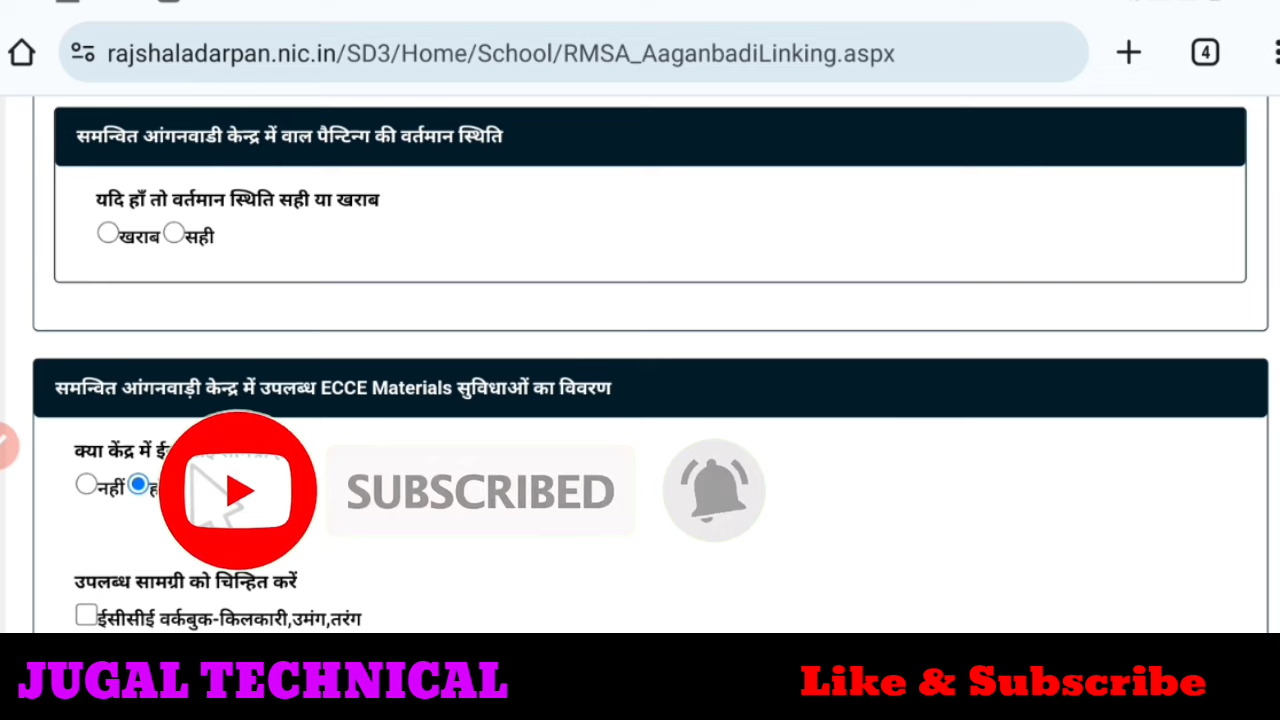 rajshaladarpan.nic.in/SD3/Home/School/RMSA_AaganbadiLinking.aspx
4
समन्वित आंगनवाडी केन्द्र में वाल पैन्टिन्ग की वर्तमान स्थिति
यदि हाँ तो वर्तमान स्थिति सही या खराब
खराब सही
समन्वित आंगनवाड़ी केन्द्र में उपलब्ध ECCE Materials सुविधाओं का विवरण
क्या केंद्र में
नहीं
SUBSCRIBED
उपलब्ध सामग्री को चिन्हित करें
ईसीसीई वर्कबुक-किलकारी,उमंग,तरंग
JUGAL TECHNICAL
Like & Subscribe